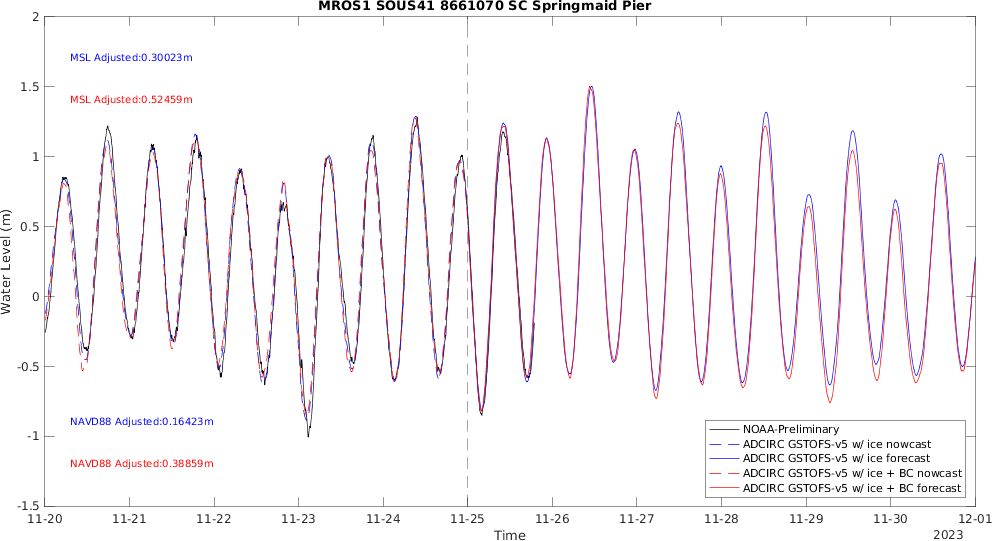 MROS1 SOUS41 8661070 SC Springmaid Pier
2
1.5
1
0.5
0
-0.5
-1
-1.5
Water Level (m)
MSL Adjusted:0.30023m
MSL Adjusted:0.52459m
NAVD88 Adjusted:0.16423m
NAVD88 Adjusted:0.38859m
NOAA-Preliminary
ADCIRC GSTOFS-v5 w/ ice nowcast
ADCIRC GSTOFS-v5 w/ ice forecast
ADCIRC GSTOFS-v5 w/ ice + BC nowcast
ADCIRC GSTOFS-v5 w/ ice + BC forecast
11-20 11-21 11-22 11-23 11-24 11-25 11-26 11-27 11-28 11-29 11-30 12-01
Time
2023